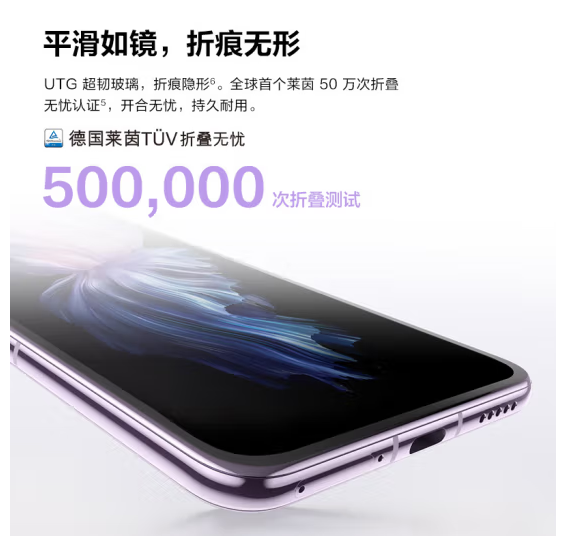 平滑如镜，折痕无形
UTG 超韧玻璃，折痕隐形⁶。全球首个莱茵 50 万次折叠
无忧认证⁵，开合无忧，持久耐用。
德国莱茵TÜV折叠无忧
500,000 次折叠测试